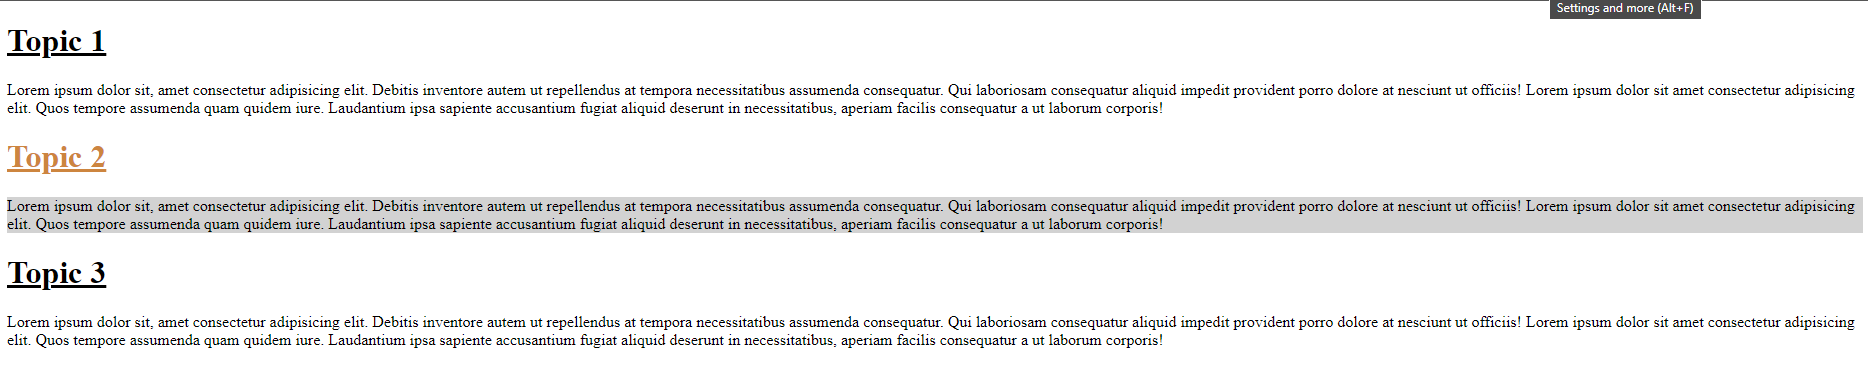 Settings and more (Alt+F)
Topic 1
Lorem ipsum dolor sit, amet consectetur adipisicing elit. Debitis inventore autem ut repellendus at tempora necessitatibus assumenda consequatur. Qui laboriosam consequatur aliquid impedit provident porro dolore at nesciunt ut officiis! Lorem ipsum dolor sit amet consectetur adipisicing
elit. Quos tempore assumenda quam quidem iure. Laudantium ipsa sapiente accusantium fugiat aliquid deserunt in necessitatibus, aperiam facilis consequatur a ut laborum corporis!
Topic 2
Lorem ipsum dolor sit, amet consectetur adipisicing elit. Debitis inventore autem ut repellendus at tempora necessitatibus assumenda consequatur. Qui laboriosam consequatur aliquid impedit provident porro dolore at nesciunt ut officiis! Lorem ipsum dolor sit amet consectetur adipisicing
elit. Quos tempore assumenda quam quidem iure. Laudantium ipsa sapiente accusantium fugiat aliquid deserunt in necessitatibus, aperiam facilis consequatur a ut laborum corporis!
Topic 3
Lorem ipsum dolor sit, amet consectetur adipisicing elit. Debitis inventore autem ut repellendus at tempora necessitatibus assumenda consequatur. Qui laboriosam consequatur aliquid impedit provident porro dolore at nesciunt ut officiis! Lorem ipsum dolor sit amet consectetur adipisicing
elit. Quos tempore assumenda quam quidem iure. Laudantium ipsa sapiente accusantium fugiat aliquid deserunt in necessitatibus, aperiam facilis consequatur a ut laborum corporis!